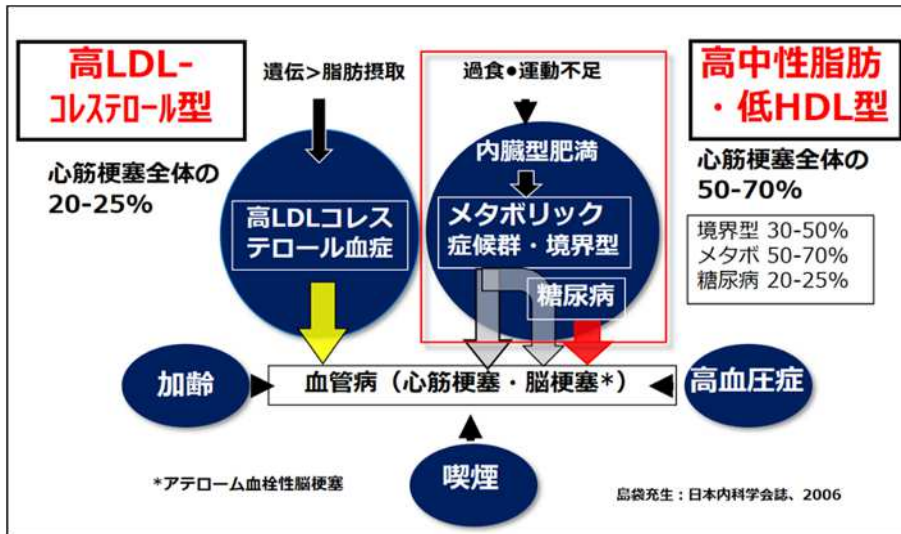 高LDL-
ｺﾚｽﾃﾛｰﾙ型
心筋梗塞全体の
20-25%
遺伝>脂肪摂取
高LDLコレス
テロール血症
過食●運動不足
内臓型肥満
メタボリック
症候群・境界型
糖尿病
高中性脂肪
・低HDL型
心筋梗塞全体の
50-70%
境界型 30-50%
メタボ 50-70%
糖尿病 20-25%
加齢
血管病（心筋梗塞・脳梗塞*）
高血圧症
喫煙
*アテローム血栓性脳梗塞
島袋充生：日本内科学会誌、2006